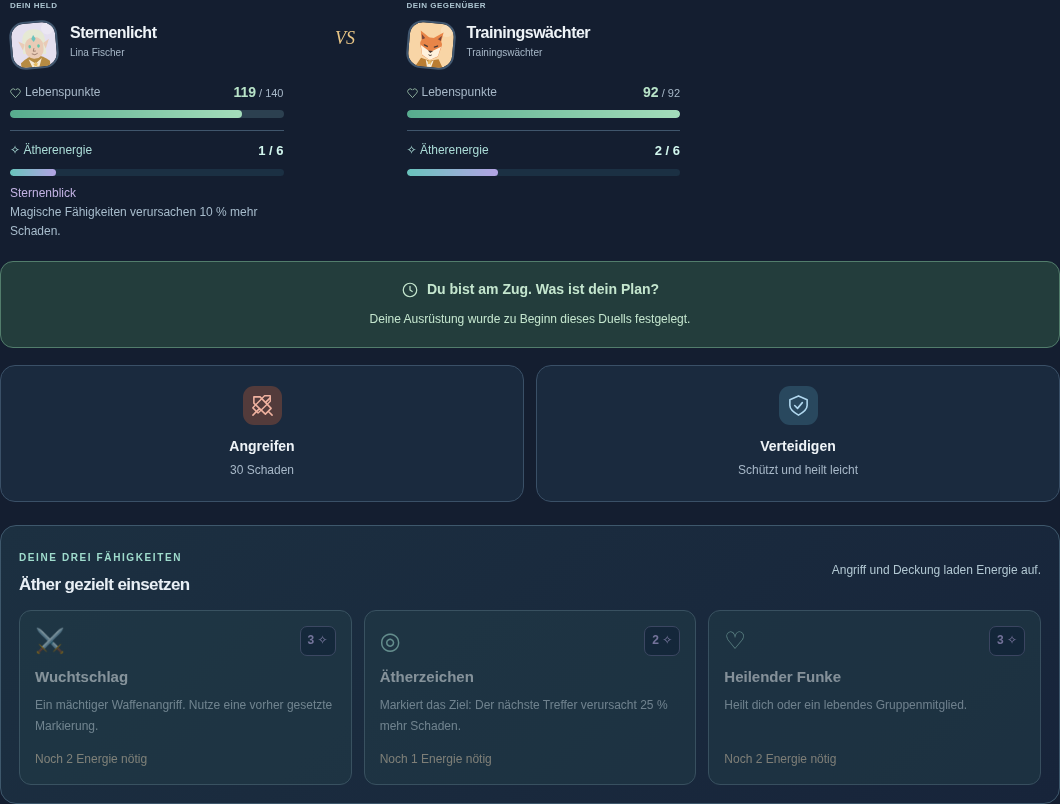 DEIN HELD
Sternenlicht
Lina Fischer
VS
DEIN GEGENÜBER
Trainingswächter
Trainingswächter
Lebenspunkte 119 / 140
Ätherenergie 1 / 6
Sternenblick
Magische Fähigkeiten verursachen 10 % mehr
Schaden.
Lebenspunkte 92 / 92
Ätherenergie 2 / 6
Du bist am Zug. Was ist dein Plan?
Deine Ausrüstung wurde zu Beginn dieses Duells festgelegt.
Angreifen
30 Schaden
Verteidigen
Schützt und heilt leicht
DEINE DREI FÄHIGKEITEN
Äther gezielt einsetzen
Angriff und Deckung laden Energie auf.
3 ✧
Wuchtschlag
Ein mächtiger Waffenangriff. Nutze eine vorher gesetzte
Markierung.
Noch 2 Energie nötig
2 ✧
Ätherzeichen
Markiert das Ziel: Der nächste Treffer verursacht 25 %
mehr Schaden.
Noch 1 Energie nötig
3 ✧
Heilender Funke
Heilt dich oder ein lebendes Gruppenmitglied.
Noch 2 Energie nötig